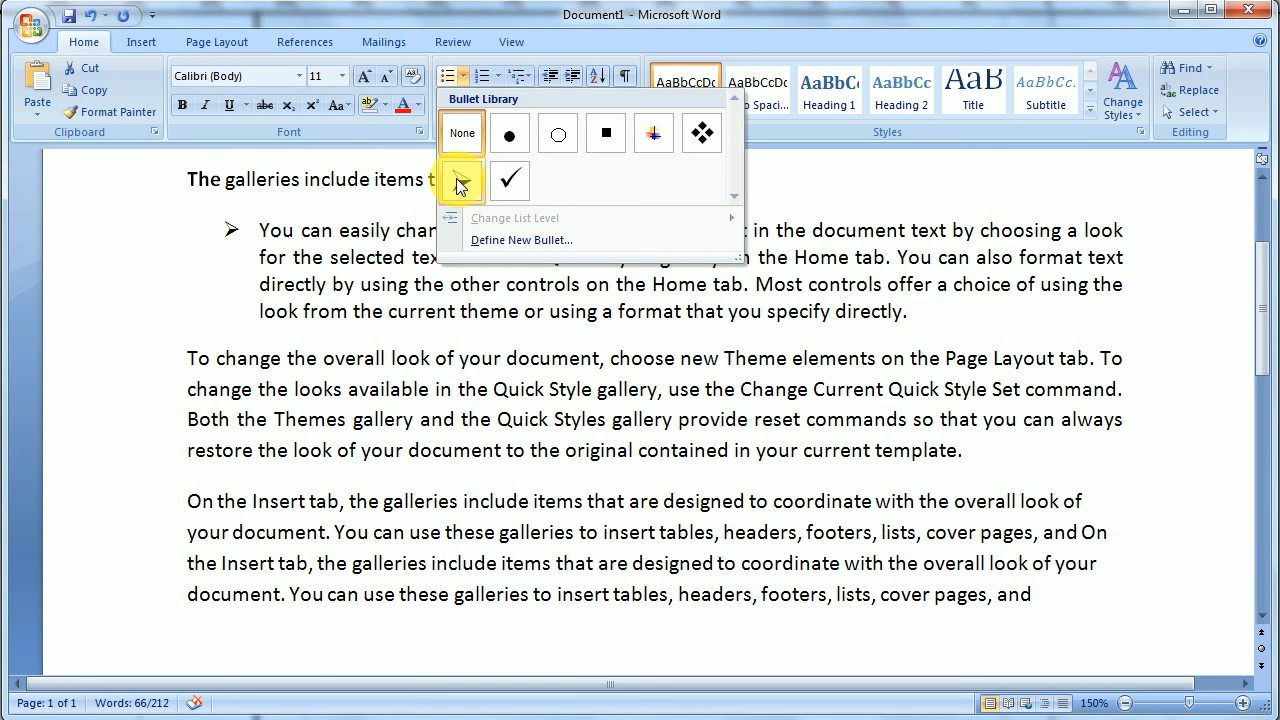 Document1 - Microsoft Word
Home Insert Page Layout References Mailings Review View
Paste
Cut
Copy
Format Painter
Clipboard
Calibri (Body) 11
B I U abc X₂ X² Aa
Font
AaBbCcDc AaBbCcDc AaBbC AaBbCc AaB AaBbCc
Spaci... Heading 1 Heading 2 Title Subtitle
Change Styles
Styles
Find
Replace
Select
Editing
Bullet Library
None
Change List Level
Define New Bullet...
The galleries include items
You can easily in the document text by choosing a look
for the selected the Home tab. You can also format text
directly by using the other controls on the Home tab. Most controls offer a choice of using the
look from the current theme or using a format that you specify directly.
To change the overall look of your document, choose new Theme elements on the Page Layout tab. To
change the looks available in the Quick Style gallery, use the Change Current Quick Style Set command.
Both the Themes gallery and the Quick Styles gallery provide reset commands so that you can always
restore the look of your document to the original contained in your current template.
On the Insert tab, the galleries include items that are designed to coordinate with the overall look of
your document. You can use these galleries to insert tables, headers, footers, lists, cover pages, and On
the Insert tab, the galleries include items that are designed to coordinate with the overall look of your
document. You can use these galleries to insert tables, headers, footers, lists, cover pages, and
Page: 1 of 1 Words: 66/212 150%